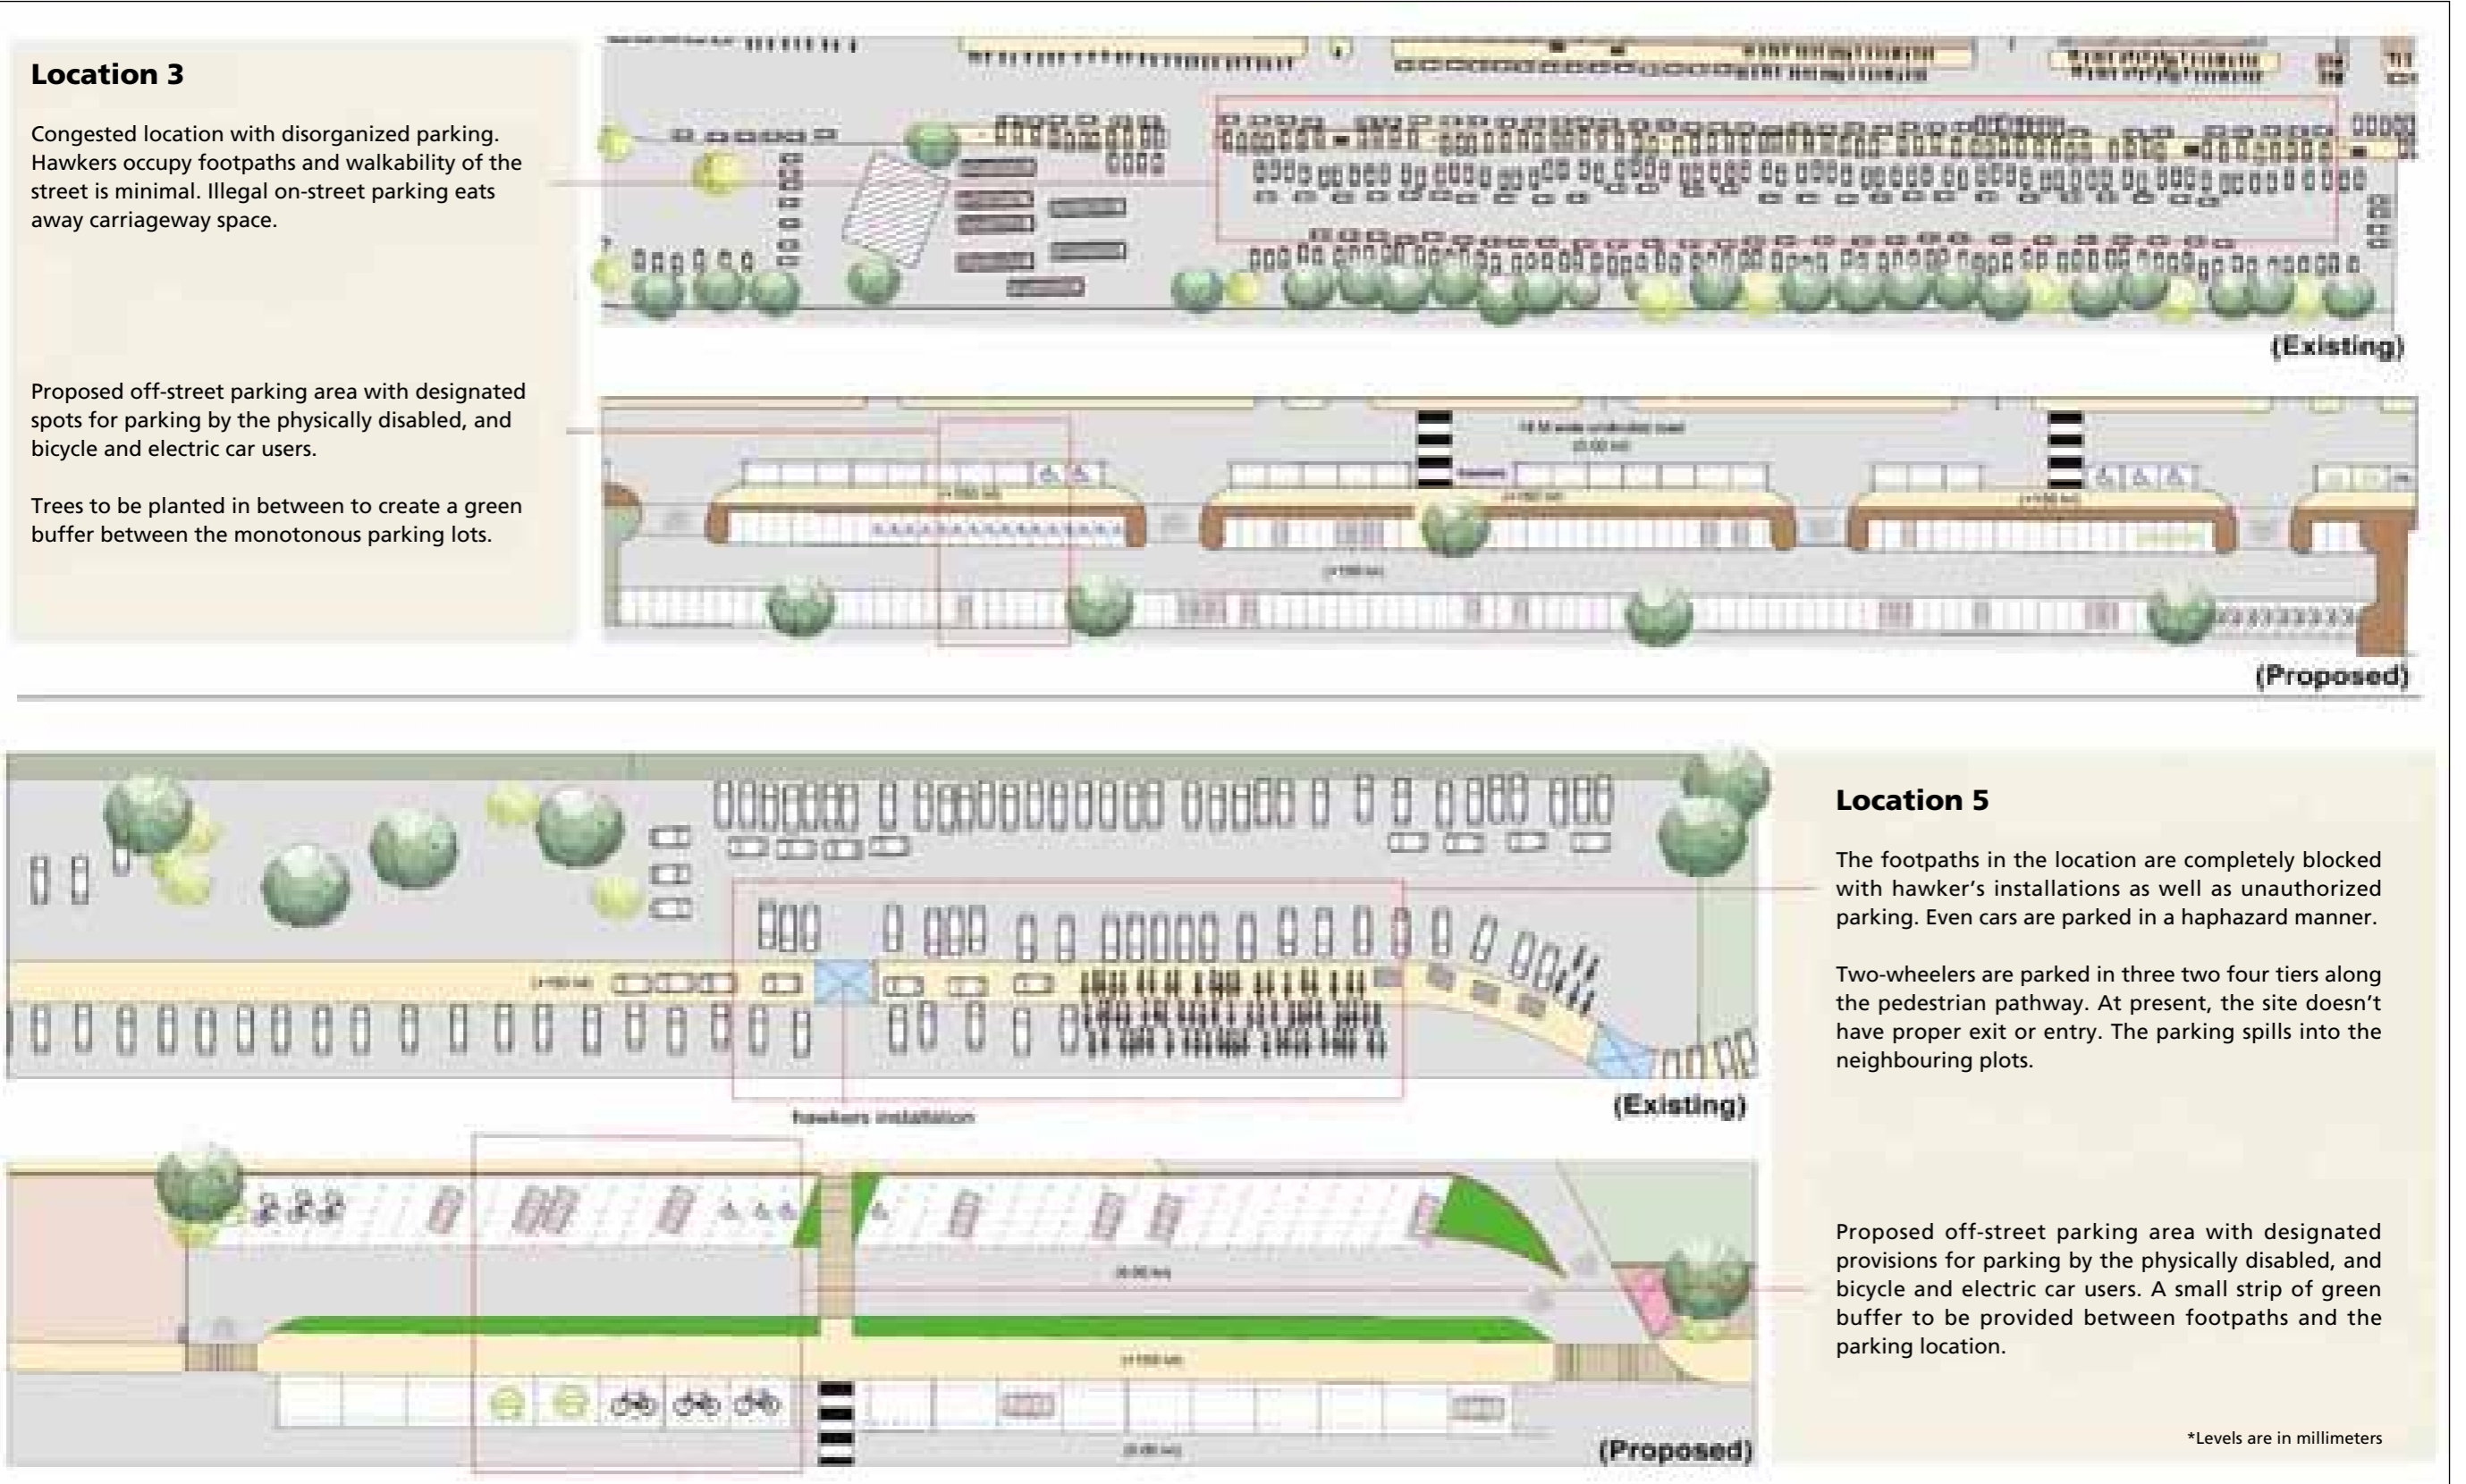 Location 3
Congested location with disorganized parking.
Hawkers occupy footpaths and walkability of the
street is minimal. Illegal on-street parking eats
away carriageway space.
(Existing)
Proposed off-street parking area with designated
spots for parking by the physically disabled, and
bicycle and electric car users.
Trees to be planted in between to create a green
buffer between the monotonous parking lots.
(Proposed)
Location 5
The footpaths in the location are completely blocked
with hawker’s installations as well as unauthorized
parking. Even cars are parked in a haphazard manner.
Two-wheelers are parked in three two four tiers along
the pedestrian pathway. At present, the site doesn’t
have proper exit or entry. The parking spills into the
neighbouring plots.
(Existing)
hawkers installation
Proposed off-street parking area with designated
provisions for parking by the physically disabled, and
bicycle and electric car users. A small strip of green
buffer to be provided between footpaths and the
parking location.
(Proposed)
*Levels are in millimeters